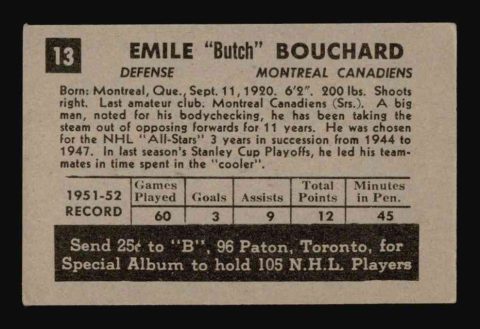 13
EMILE "Butch" BOUCHARD
DEFENSE MONTREAL CANADIENS
Born: Montreal, Que., Sept. 11, 1920. 6'2". 200 lbs. Shoots
right. Last amateur club. Montreal Canadiens (Srs.). A big
man, noted for his bodychecking, he has been taking the
steam out of opposing forwards for 11 years. He was chosen
for the NHL "All-Stars" 3 years in succession from 1944 to
1947. In last season's Stanley Cup Playoffs, he led his team-
mates in time spent in the "cooler".
1951-52 RECORD
Games Played Goals Assists Total Points Minutes in Pen.
60 3 9 12 45
Send 25¢ to "B", 96 Paton, Toronto, for
Special Album to hold 105 N.H.L. Players